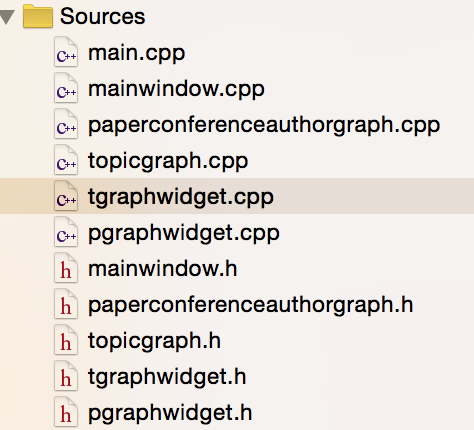 Sources
c++ main.cpp
c++ mainwindow.cpp
c++ paperconferenceauthorgraph.cpp
c++ topicgraph.cpp
c++ tgraphwidget.cpp
c++ pgraphwidget.cpp
h mainwindow.h
h paperconferenceauthorgraph.h
h topicgraph.h
h tgraphwidget.h
h pgraphwidget.h